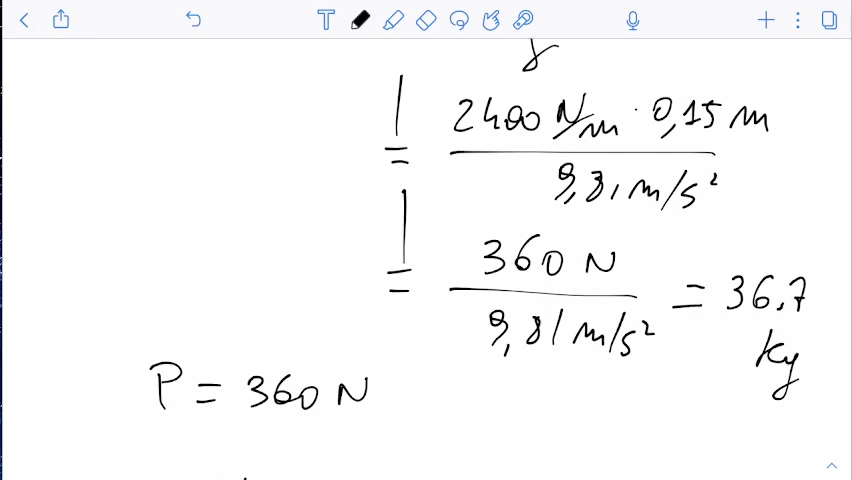 g
= 2400 N/m · 0,15 m
9,81 m/s²
= 360 N
9,81 m/s² = 36.7 kg
P = 360 N